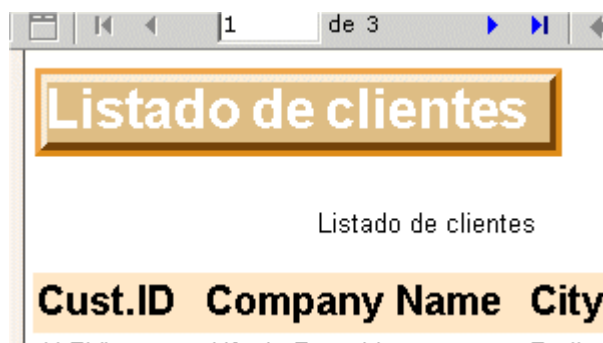 1 de 3
Listado de clientes
Listado de clientes
Cust.ID Company Name City